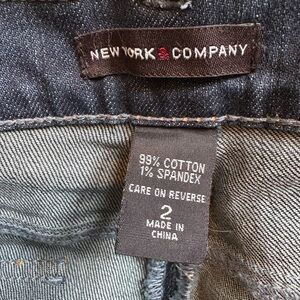 NEW YORK & COMPANY
99% COTTON
1% SPANDEX
CARE ON REVERSE
2
MADE IN
CHINA